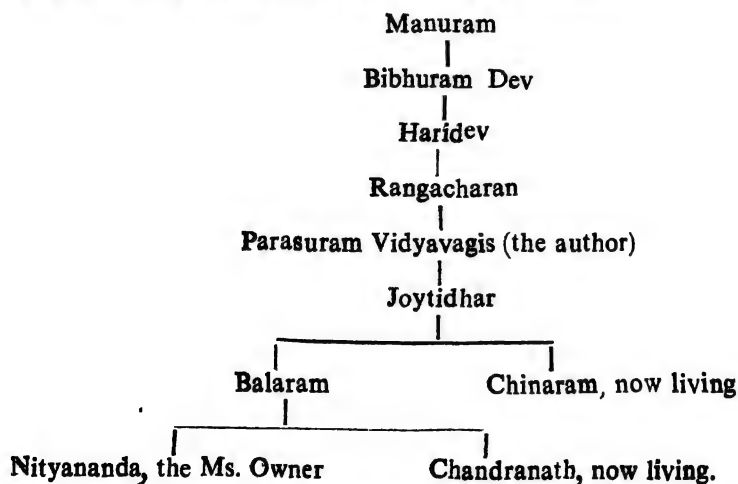 Manuram
Bibhuram Dev
Haridev
Rangacharan
Parasuram Vidyavagis (the author)
Joytidhar
Balaram Chinaram, now living
Nityananda, the Ms. Owner Chandranath, now living.